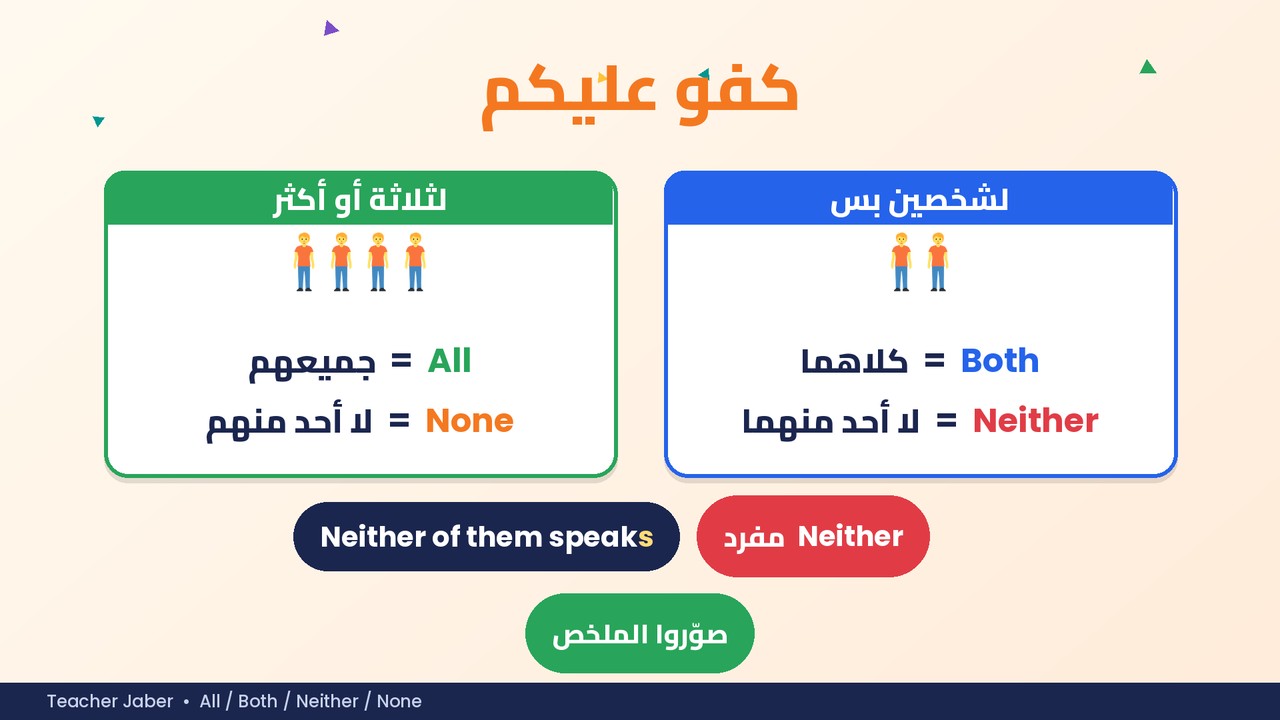 كفو عليكم
لشخصين بس
Both = كلاهما
Neither = لا أحد منهما
لثلاثة أو أكثر
All = جميعهم
None = لا أحد منهم
Neither مفرد
Neither of them speaks
صوّروا الملخص
Teacher Jaber • All / Both / Neither / None